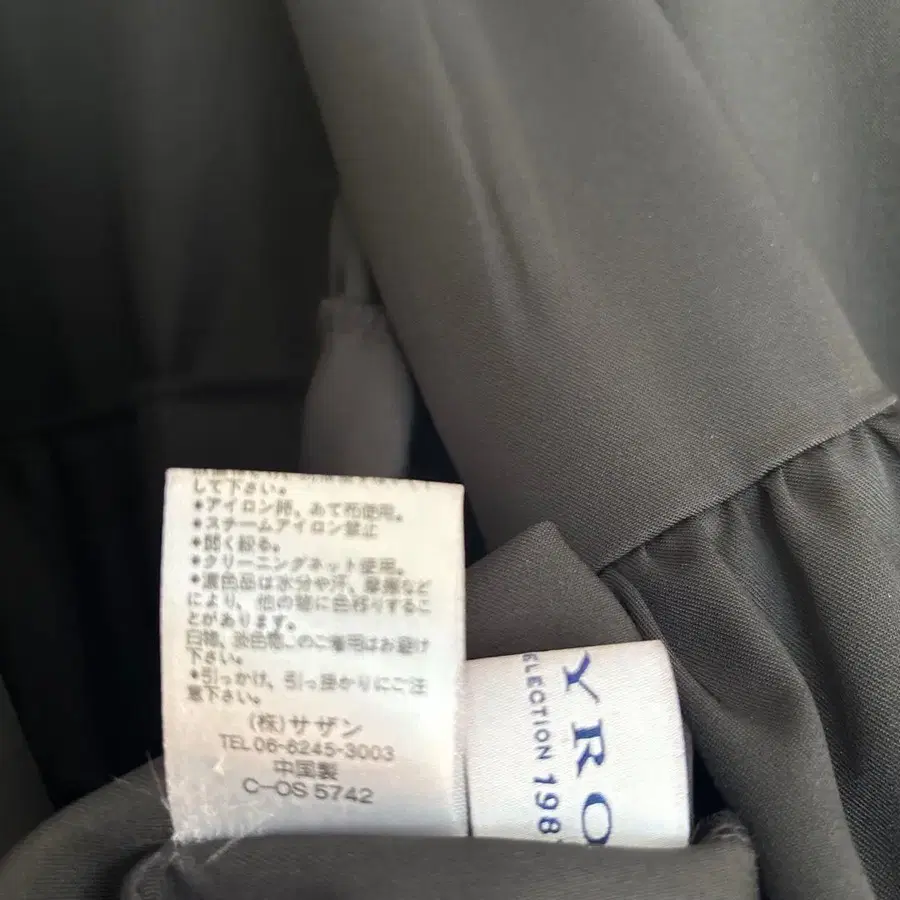 して下さい。
*アイロン時、あて布使用。
*スチームアイロン禁止
*弱く絞る。
*クリーニングネット使用。
*濃色品は水分や汗、摩擦など
により、他の物に色移りするこ
とがあります。
白物、淡色物とのご着用はお避け
下さい。
*引っかけ、引っ掛かりにご注
意下さい。
(株)サザン
TEL06-6245-3003
中国製
C-OS 5742
YRO
ELECTION 198